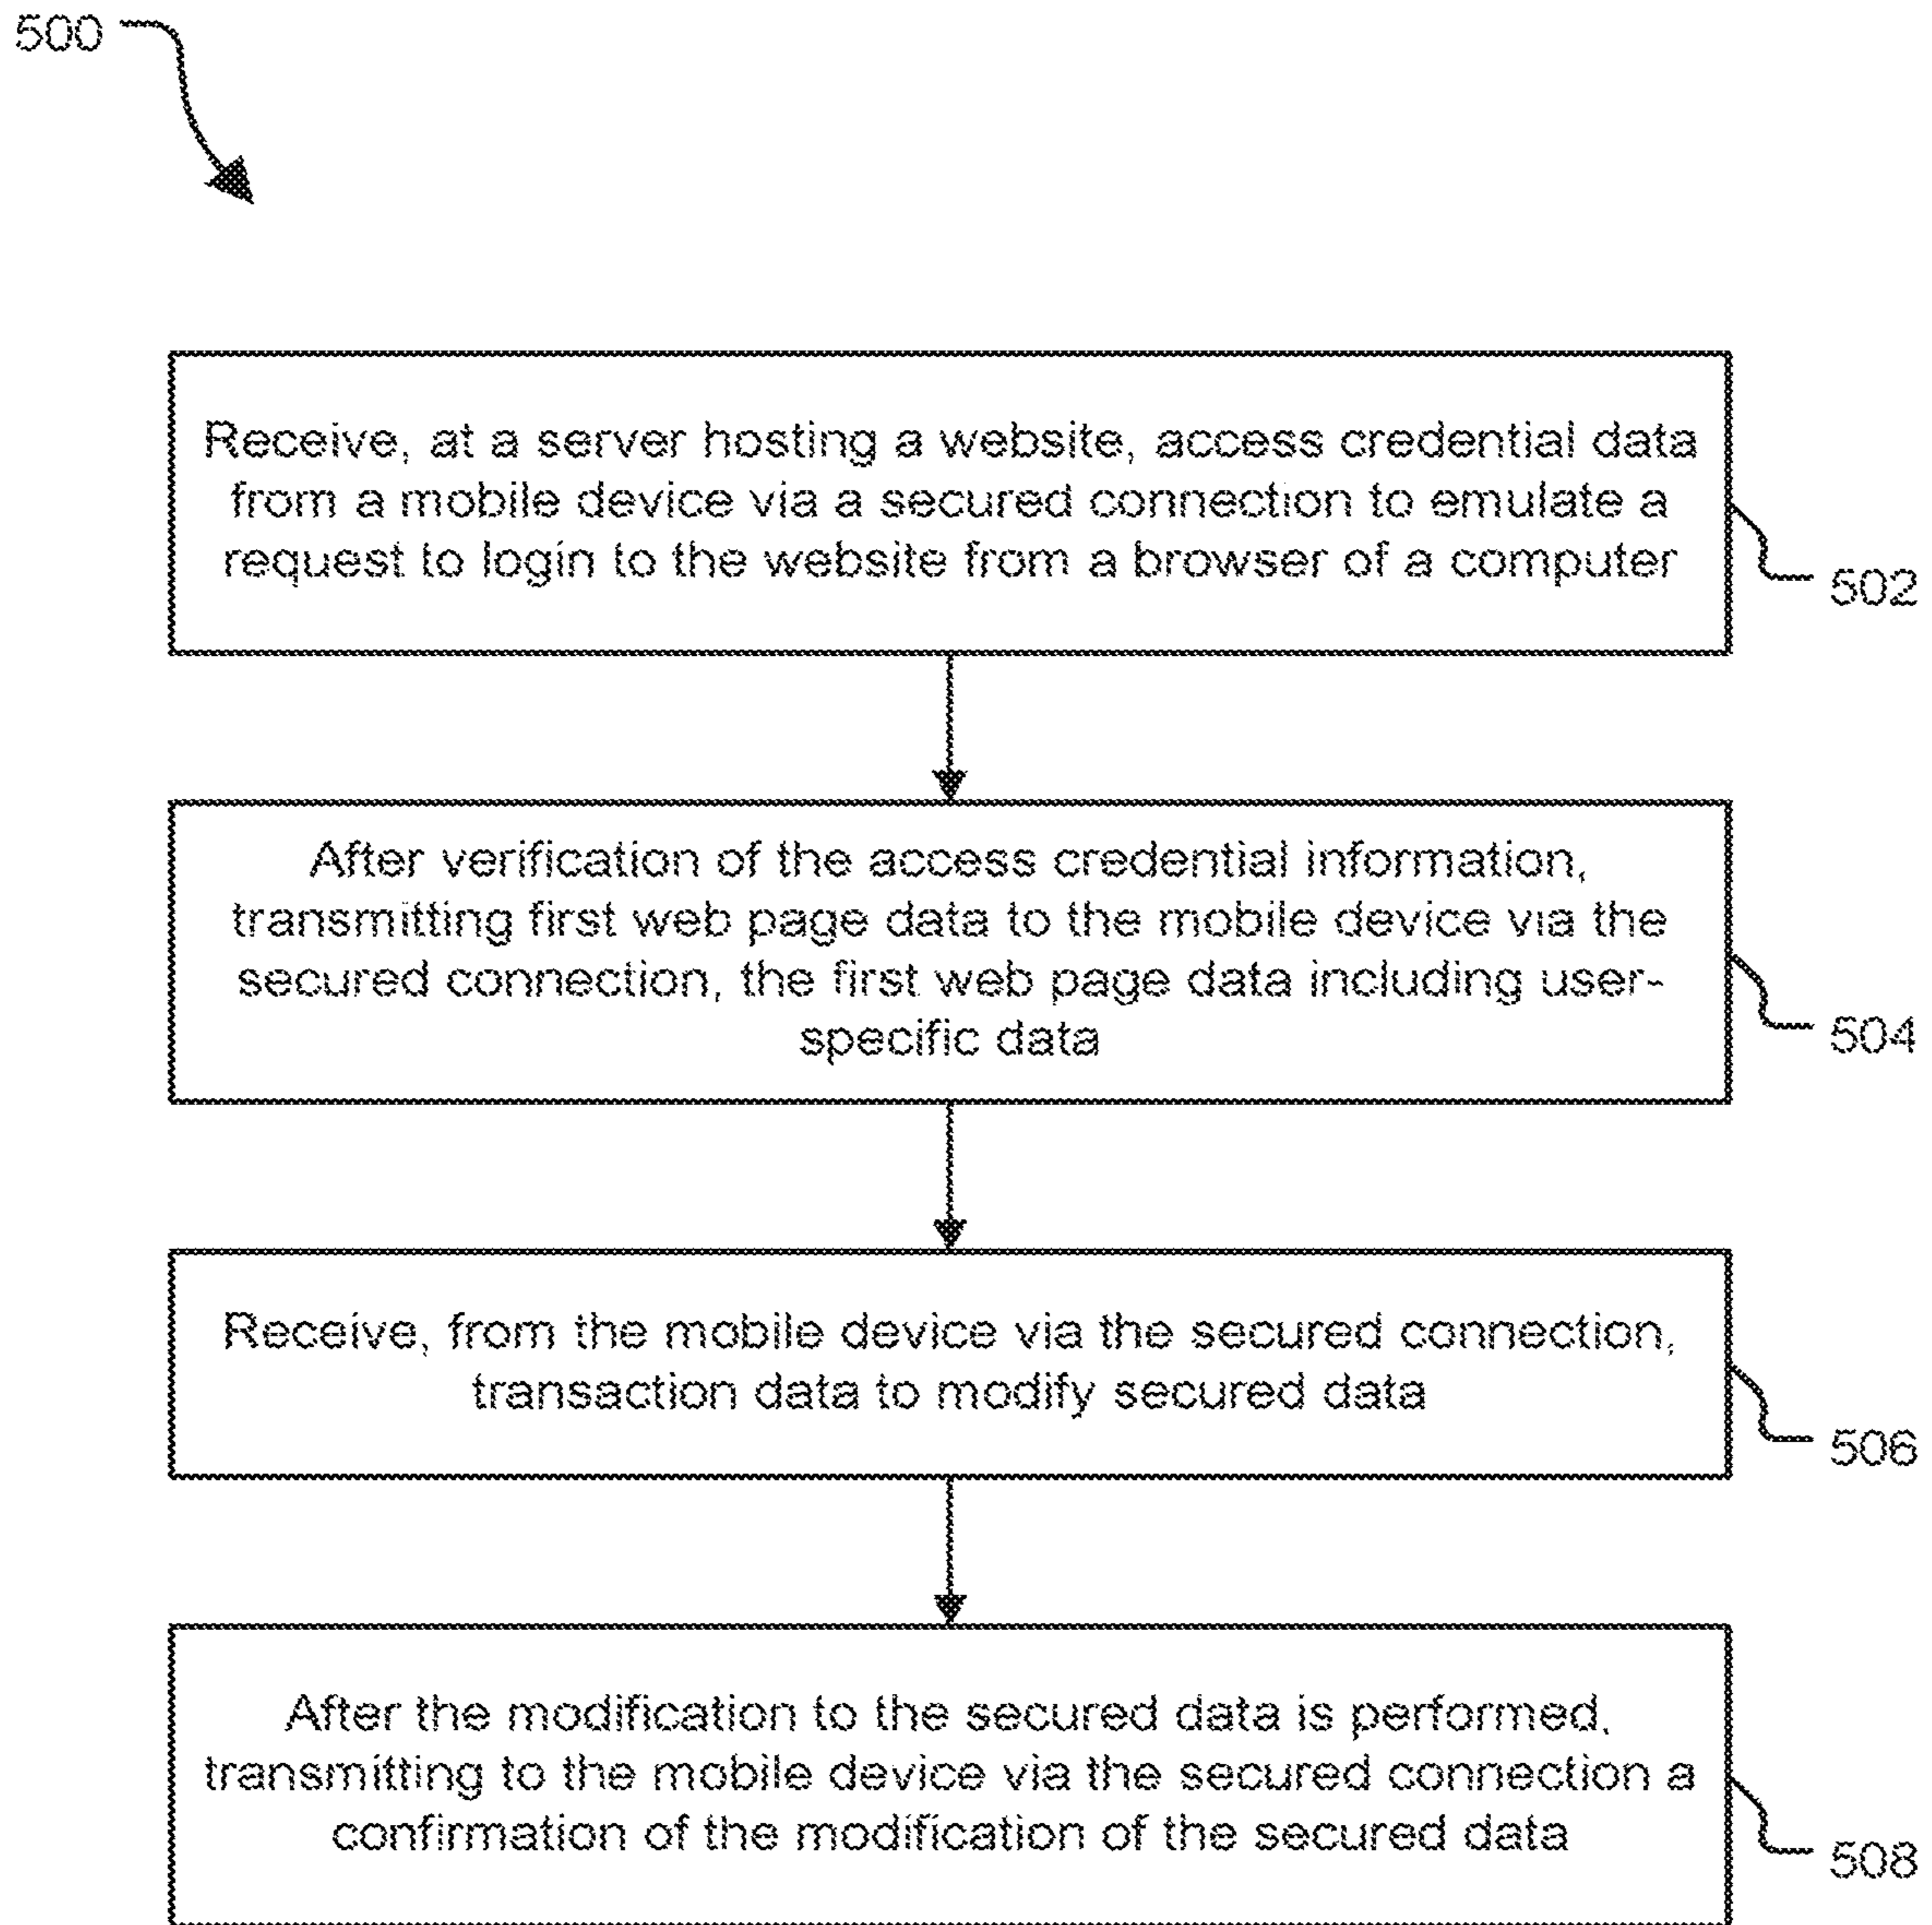 500
Receive, at a server hosting a website, access credential data
from a mobile device via a secured connection to emulate a
request to login to the website from a browser of a computer
502
After verification of the access credential information,
transmitting first web page data to the mobile device via the
secured connection, the first web page data including user-
specific data
504
Receive, from the mobile device via the secured connection,
transaction data to modify secured data
506
After the modification to the secured data is performed,
transmitting to the mobile device via the secured connection a
confirmation of the modification of the secured data
508